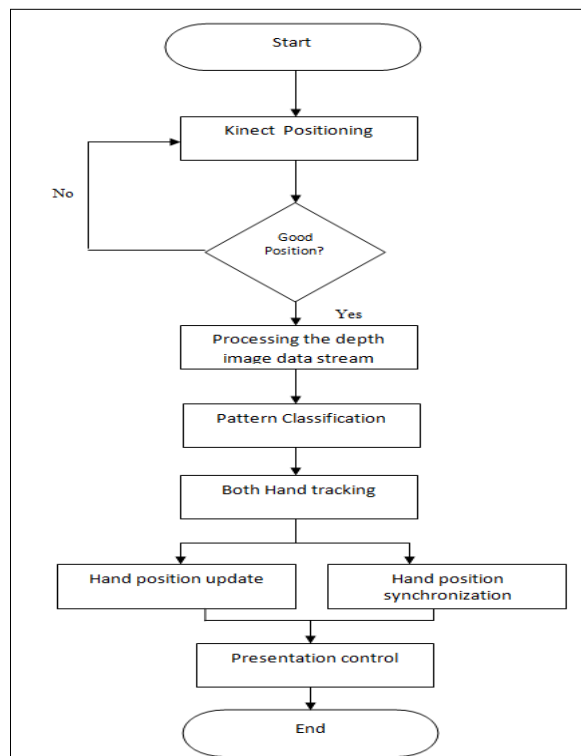 Start
Kinect Positioning
No
Good
Position?
Yes
Processing the depth
image data stream
Pattern Classification
Both Hand tracking
Hand position update
Hand position
synchronization
Presentation control
End